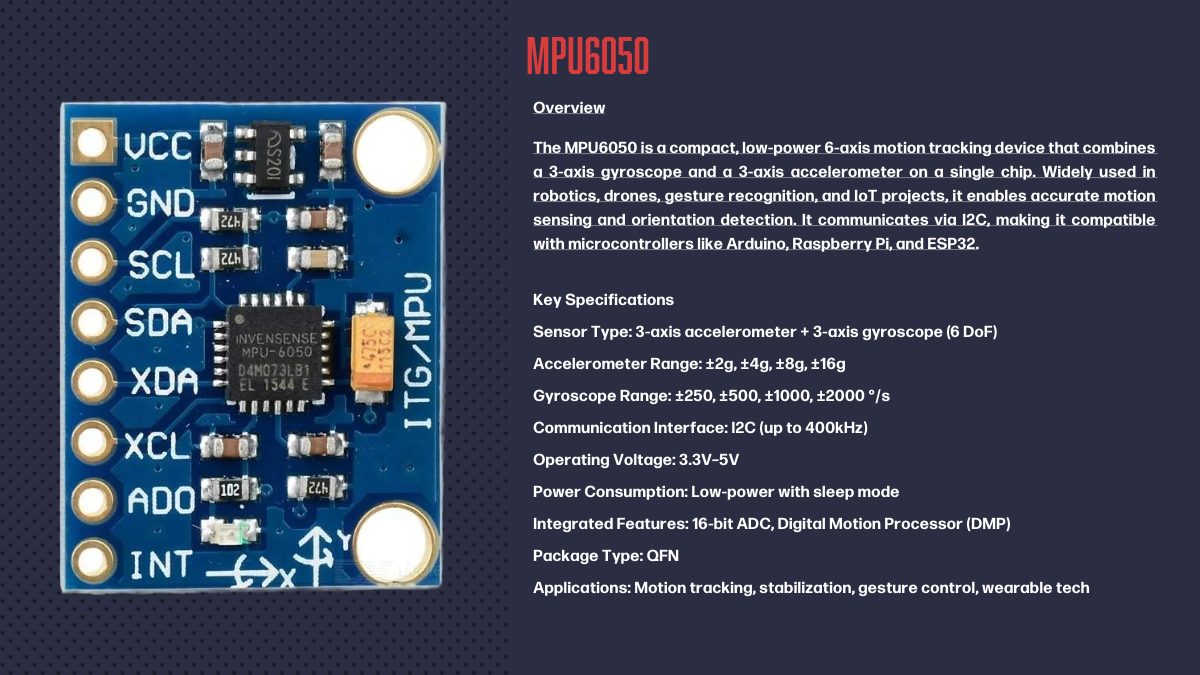 MPU6050
Overview
The MPU6050 is a compact, low-power 6-axis motion tracking device that combines
a 3-axis gyroscope and a 3-axis accelerometer on a single chip. Widely used in
robotics, drones, gesture recognition, and IoT projects, it enables accurate motion
sensing and orientation detection. It communicates via I2C, making it compatible
with microcontrollers like Arduino, Raspberry Pi, and ESP32.
Key Specifications
Sensor Type: 3-axis accelerometer + 3-axis gyroscope (6 DoF)
Accelerometer Range: ±2g, ±4g, ±8g, ±16g
Gyroscope Range: ±250, ±500, ±1000, ±2000 °/s
Communication Interface: I2C (up to 400kHz)
Operating Voltage: 3.3V–5V
Power Consumption: Low-power with sleep mode
Integrated Features: 16-bit ADC, Digital Motion Processor (DMP)
Package Type: QFN
Applications: Motion tracking, stabilization, gesture control, wearable tech
VCC
GND
SCL
SDA
XDA
XCL
ADO
INT
472
472
INVENSENSE
MPU-6050
D4M073LB1
EL 1544 E
475C
ITG/MPU
102
472
Y
X